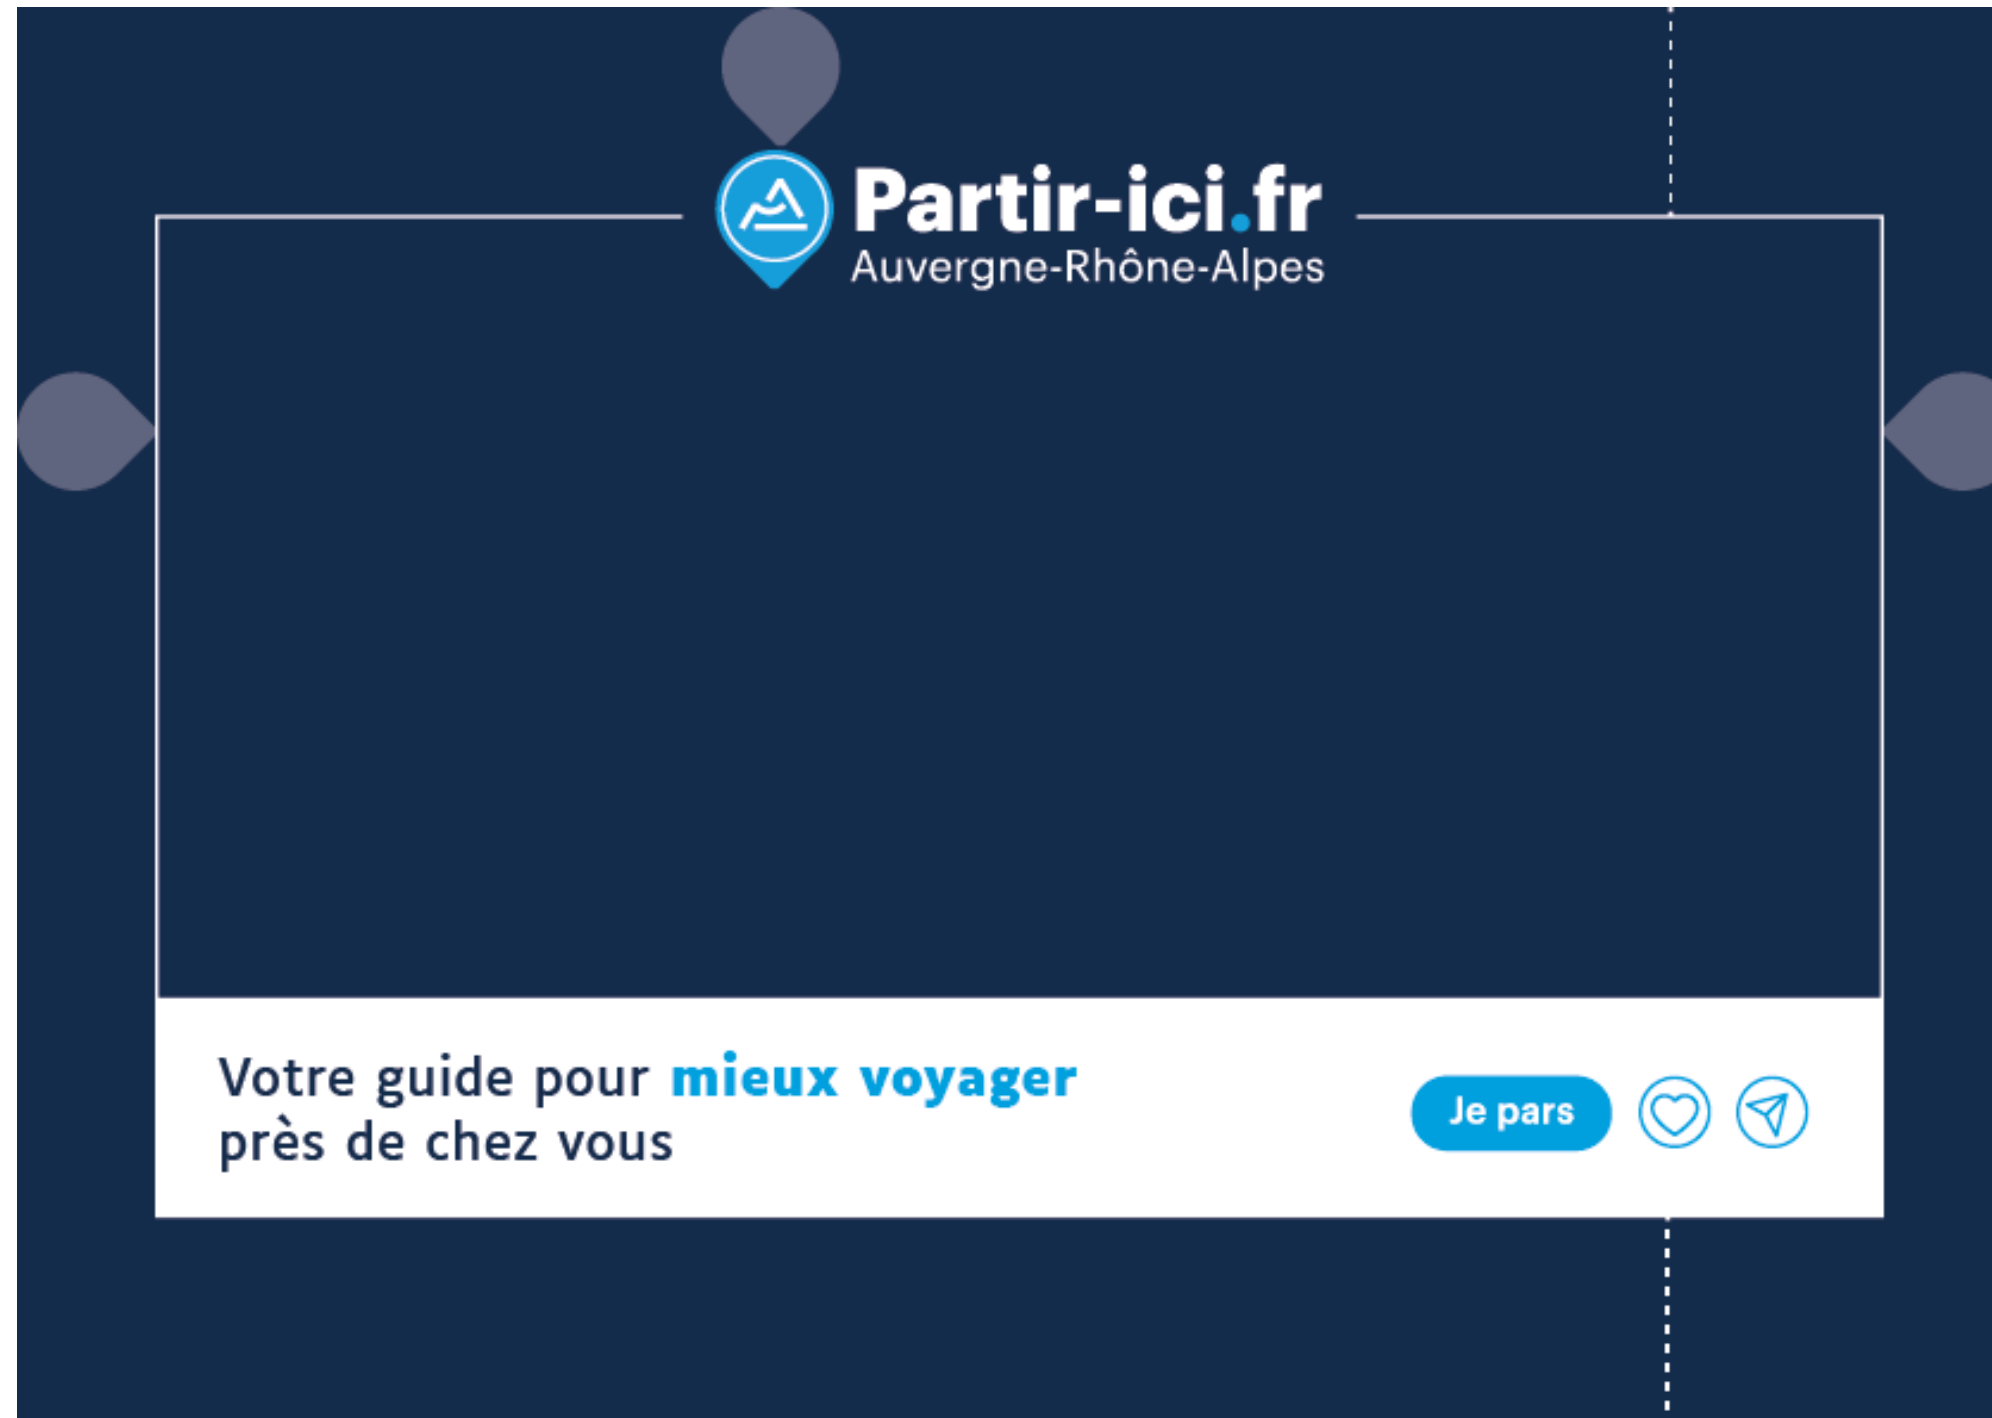 Partir-ici.fr
Auvergne-Rhône-Alpes
Votre guide pour mieux voyager
près de chez vous
Je pars